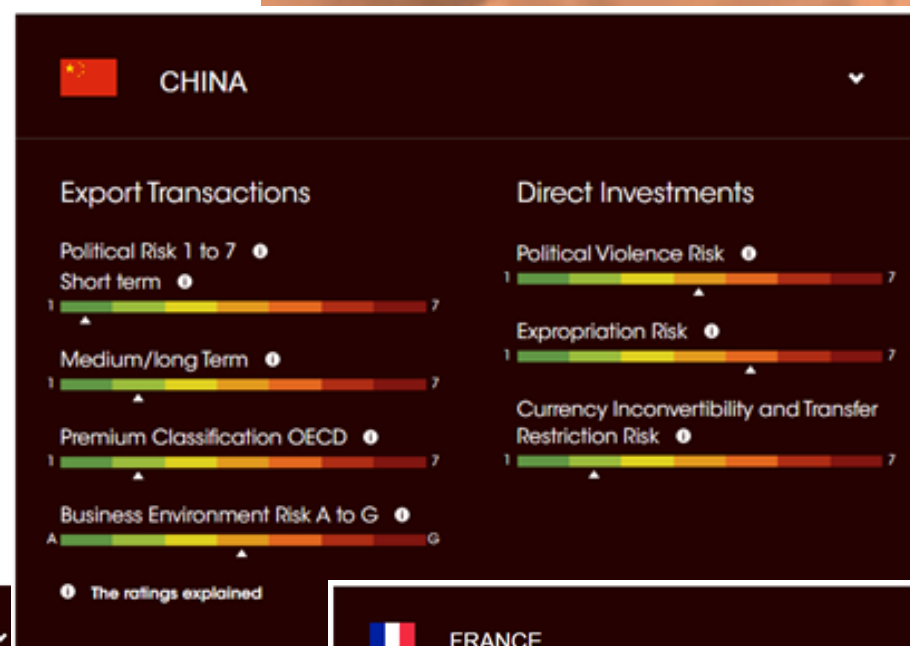 CHINA
Export Transactions
Political Risk 1 to 7
Short term
1 7
Medium/long Term
1 7
Premium Classification OECD
1 7
Business Environment Risk A to G
A G
The ratings explained
Direct Investments
Political Violence Risk
1 7
Expropriation Risk
1 7
Currency Inconvertibility and Transfer
Restriction Risk
1 7
FRANCE